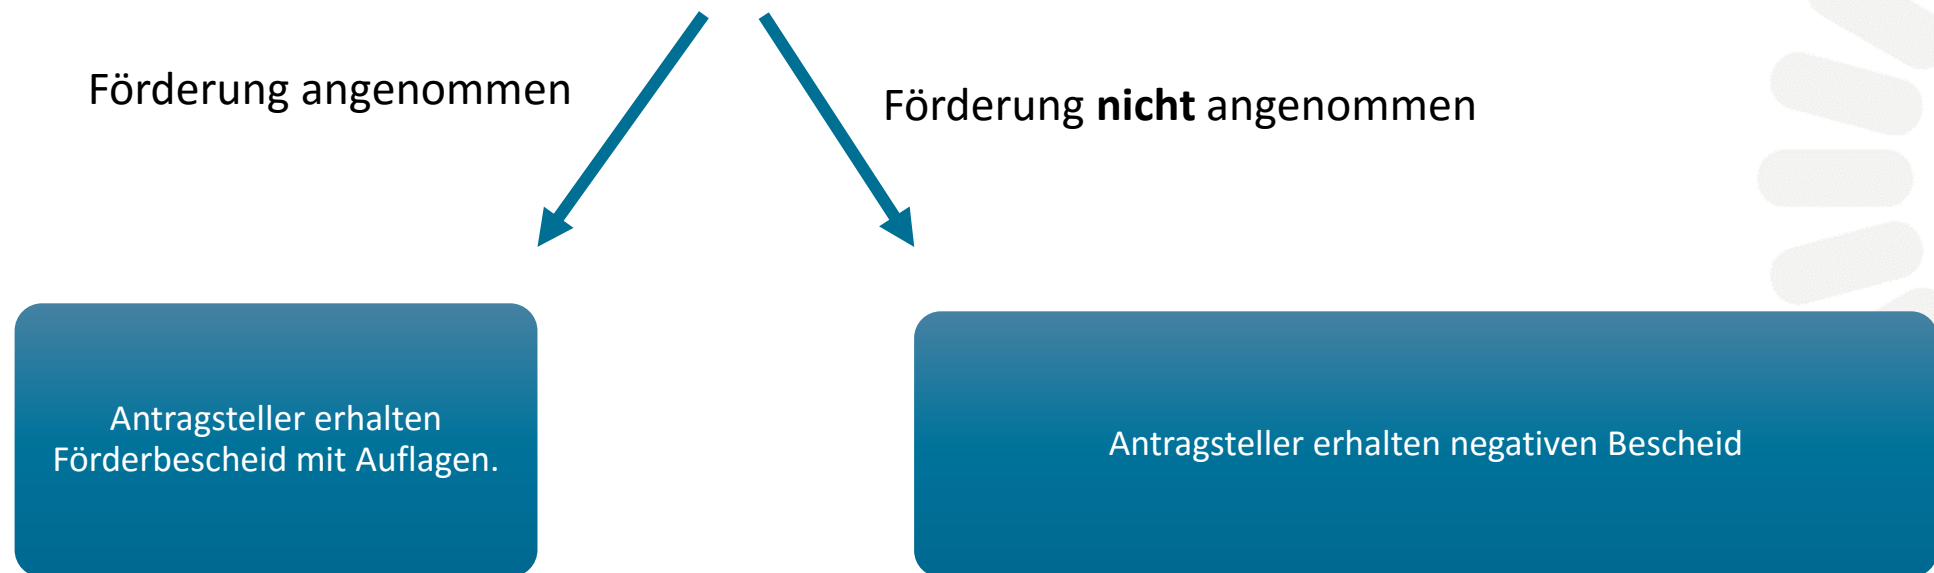 Förderung angenommen
Förderung nicht angenommen
Antragsteller erhalten
Förderbescheid mit Auflagen.
Antragsteller erhalten negativen Bescheid